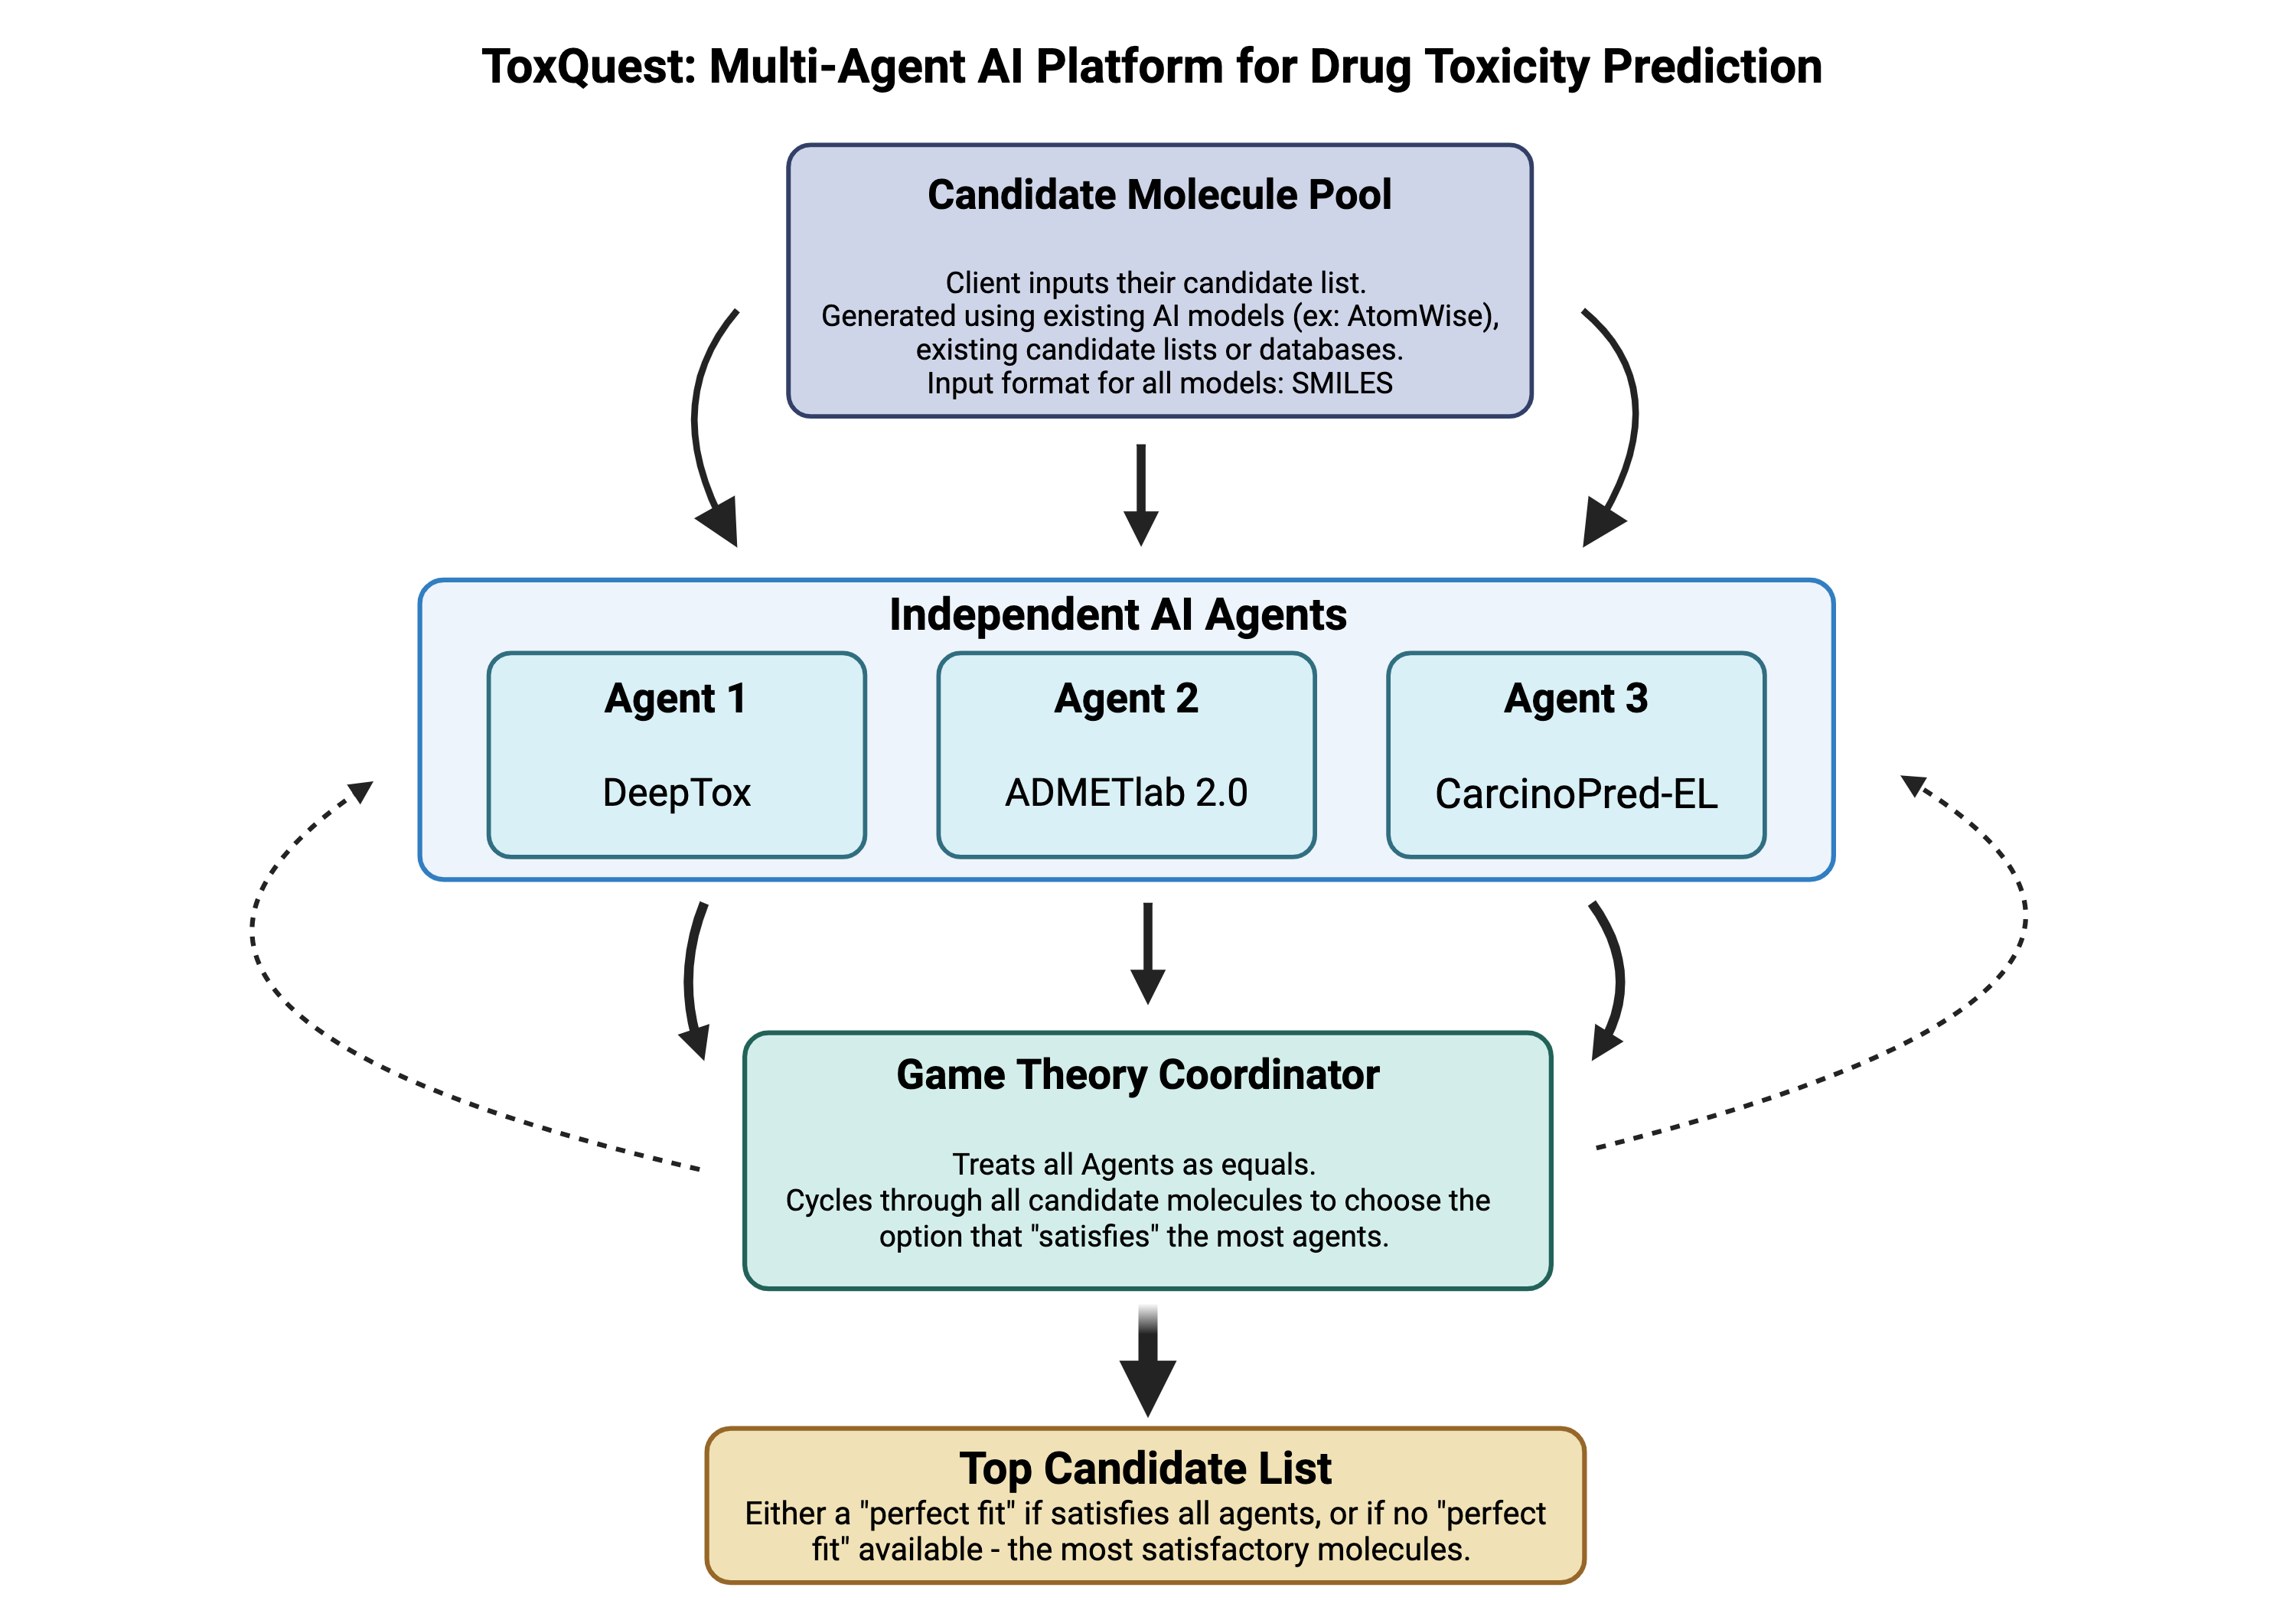 ToxQuest: Multi-Agent AI Platform for Drug Toxicity Prediction
Candidate Molecule Pool
Client inputs their candidate list.
Generated using existing AI models (ex: AtomWise),
existing candidate lists or databases.
Input format for all models: SMILES
Independent AI Agents
Agent 1
DeepTox
Agent 2
ADMETlab 2.0
Agent 3
CarcinoPred-EL
Game Theory Coordinator
Treats all Agents as equals.
Cycles through all candidate molecules to choose the
option that "satisfies" the most agents.
Top Candidate List
Either a "perfect fit" if satisfies all agents, or if no "perfect
fit" available - the most satisfactory molecules.